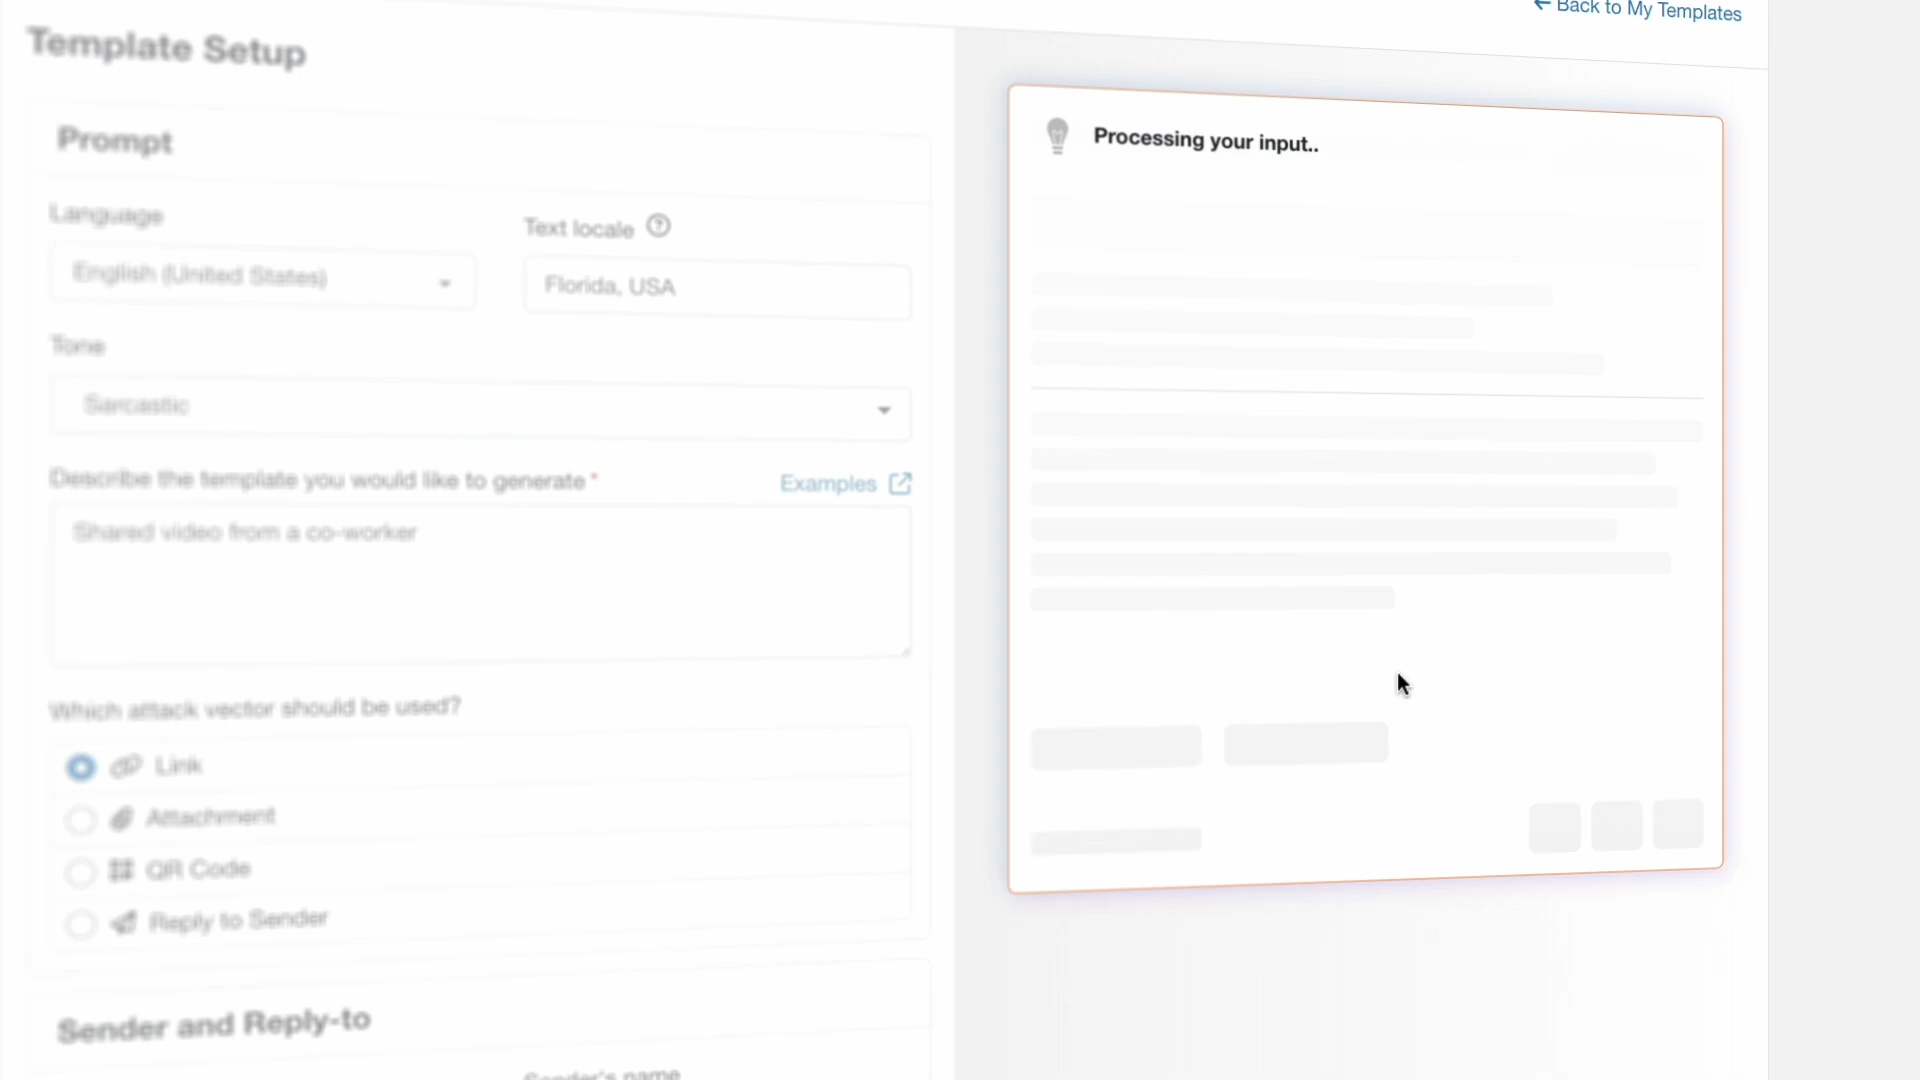 ← Back to My Templates
Template Setup
Prompt
Language
Text locale
English (United States)
Florida, USA
Tone
Sarcastic
Describe the template you would like to generate *
Examples
Shared video from a co-worker
Which attack vector should be used?
Link
Attachment
QR Code
Reply to Sender
Sender and Reply-to
Sender's name
Processing your input..